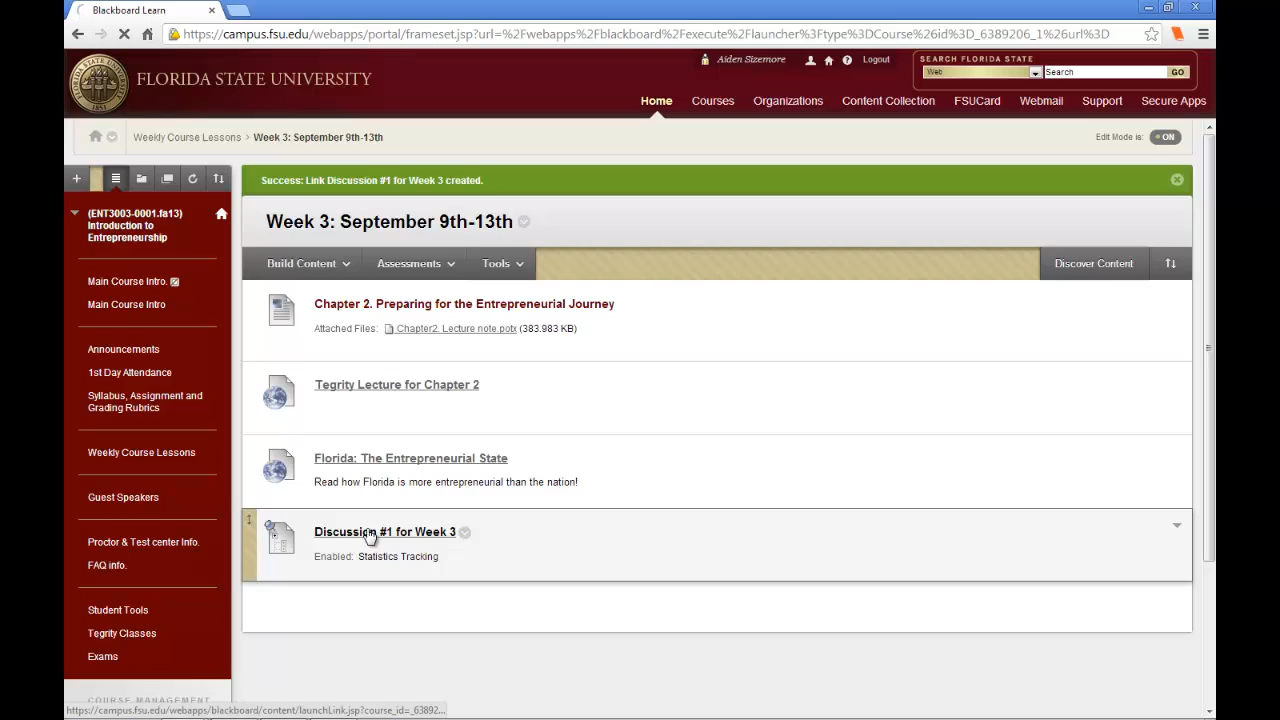 Blackboard Learn
https://campus.fsu.edu/webapps/portal/frameset.jsp?url=%2Fwebapps%2Fblackboard%2Fexecute%2Flauncher%3Ftype%3DCourse%26id%3D_6389206_1%26url%3D
FLORIDA STATE UNIVERSITY
Aiden Sizemore
Logout
SEARCH FLORIDA STATE
Web
Search
GO
Home
Courses
Organizations
Content Collection
FSUCard
Webmail
Support
Secure Apps
Weekly Course Lessons > Week 3: September 9th-13th
Edit Mode is:
ON
(ENT3003-0001.fa13)
Introduction to
Entrepreneurship
Main Course Intro.
Main Course Intro
Announcements
1st Day Attendance
Syllabus, Assignment and
Grading Rubrics
Weekly Course Lessons
Guest Speakers
Proctor & Test center Info.
FAQ info.
Student Tools
Tegrity Classes
Exams
COURSE MANAGEMENT
Success: Link Discussion #1 for Week 3 created.
Week 3: September 9th-13th
Build Content
Assessments
Tools
Discover Content
Chapter 2. Preparing for the Entrepreneurial Journey
Attached Files: Chapter2. Lecture note.potx (383.983 KB)
Tegrity Lecture for Chapter 2
Florida: The Entrepreneurial State
Read how Florida is more entrepreneurial than the nation!
Discussion #1 for Week 3
Enabled: Statistics Tracking
https://campus.fsu.edu/webapps/blackboard/content/launchLink.jsp?course_id=_63892...